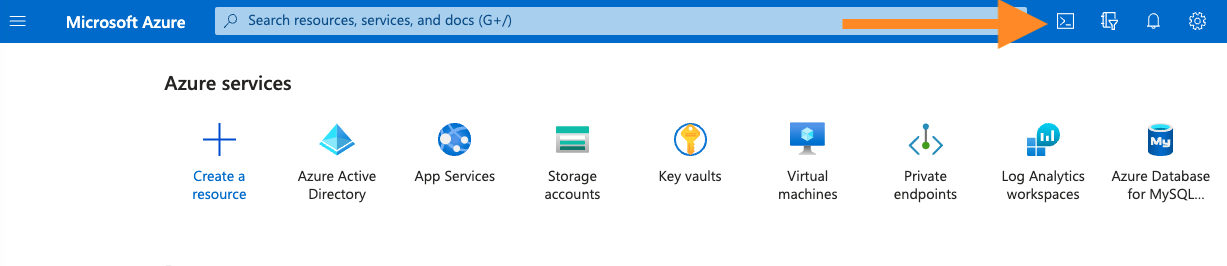 Microsoft Azure
Search resources, services, and docs (G+/)
Azure services
Create a
resource
Azure Active
Directory
App Services
Storage
accounts
Key vaults
Virtual
machines
Private
endpoints
Log Analytics
workspaces
My
Azure Database
for MySQL...